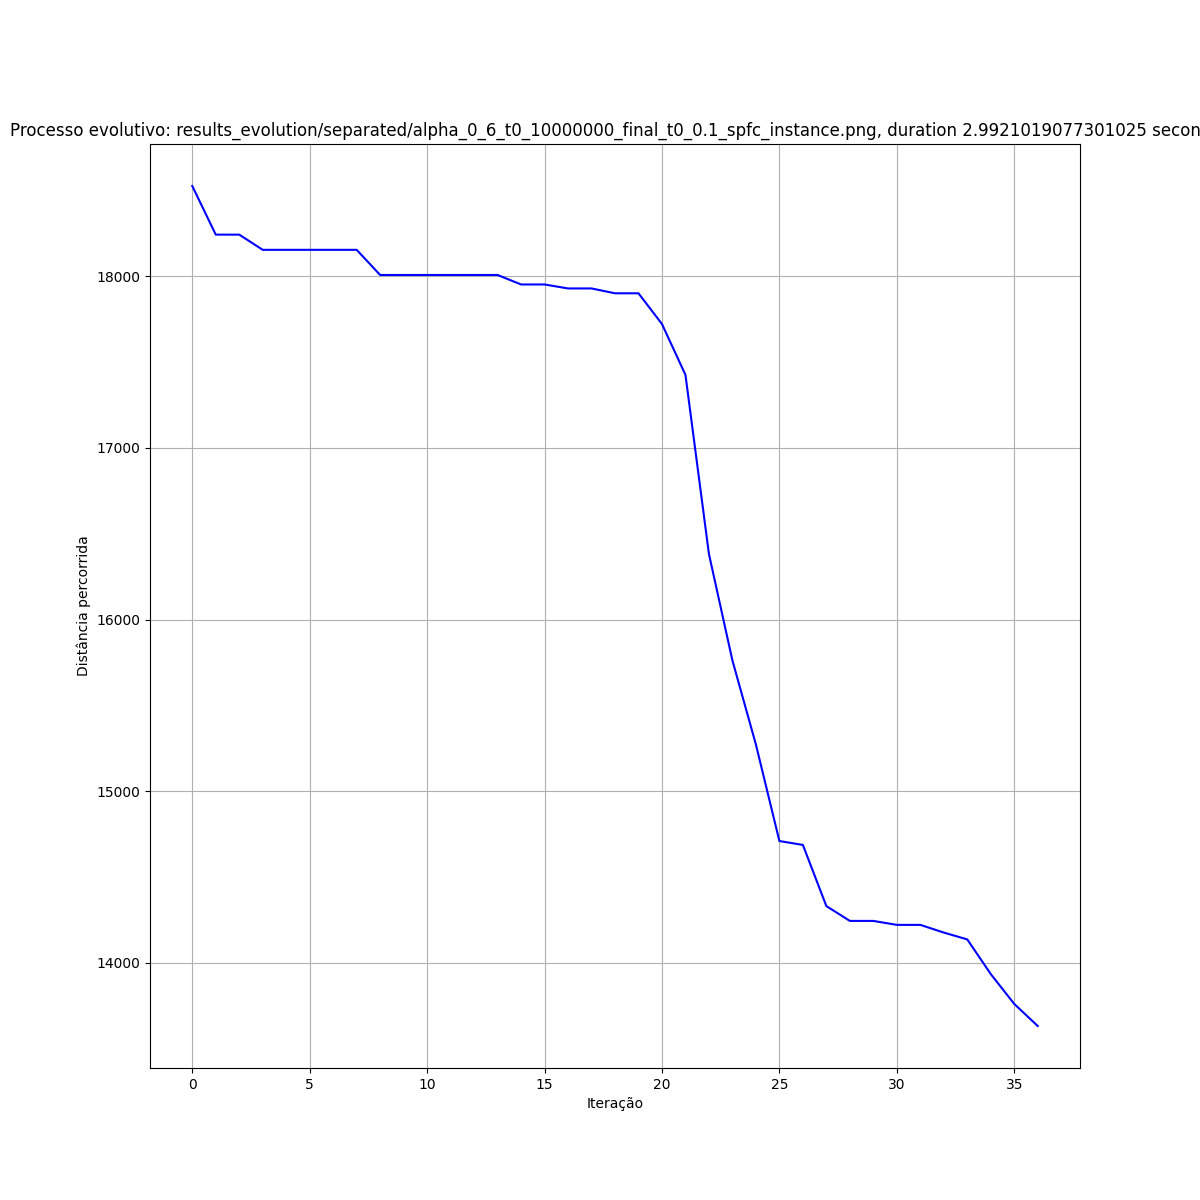 Processo evolutivo: results_evolution/separated/alpha_0_6_t0_10000000_final_t0_0.1_spfc_instance.png, duration 2.9921019077301025 secon
18000
17000
16000
15000
14000
Distância percorrida
0 5 10 15 20 25 30 35
Iteração